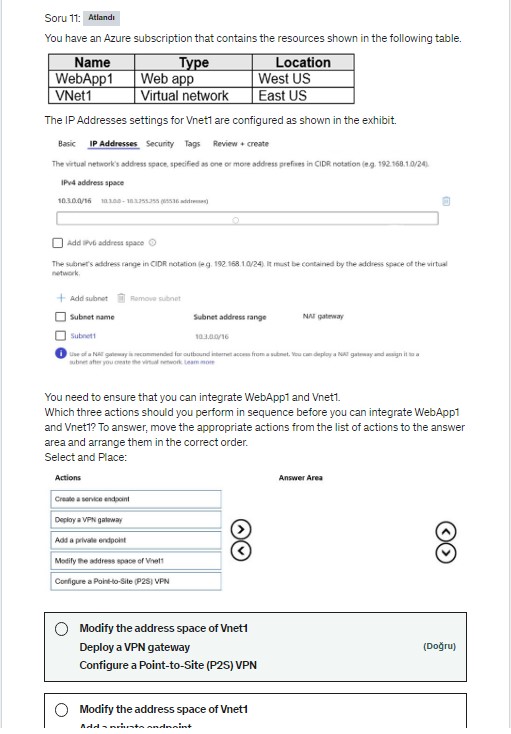 Soru 11: Atlandı
You have an Azure subscription that contains the resources shown in the following table.
Name Type Location
WebApp1 Web app West US
VNet1 Virtual network East US
The IP Addresses settings for Vnet1 are configured as shown in the exhibit.
Basic IP Addresses Security Tags Review + create
The virtual network's address space, specified as one or more address prefixes in CIDR notation (e.g. 192.168.1.0/24).
IPv4 address space
10.3.0.0/16 10.3.0.0 - 10.3.255.255 (65536 addresses)
Add IPv6 address space
The subnet's address range in CIDR notation (e.g. 192.168.1.0/24). It must be contained by the address space of the virtual
network.
+ Add subnet Remove subnet
Subnet name Subnet address range NAT gateway
Subnet1 10.3.0.0/16
Use of a NAT gateway is recommended for outbound internet access from a subnet. You can deploy a NAT gateway and assign it to a
subnet after you create the virtual network. Learn more
You need to ensure that you can integrate WebApp1 and Vnet1.
Which three actions should you perform in sequence before you can integrate WebApp1
and Vnet1? To answer, move the appropriate actions from the list of actions to the answer
area and arrange them in the correct order.
Select and Place:
Actions Answer Area
Create a service endpoint
Deploy a VPN gateway
Add a private endpoint
Modify the address space of Vnet1
Configure a Point-to-Site (P2S) VPN
Modify the address space of Vnet1
Deploy a VPN gateway (Doğru)
Configure a Point-to-Site (P2S) VPN
Modify the address space of Vnet1
Add a private endpoint